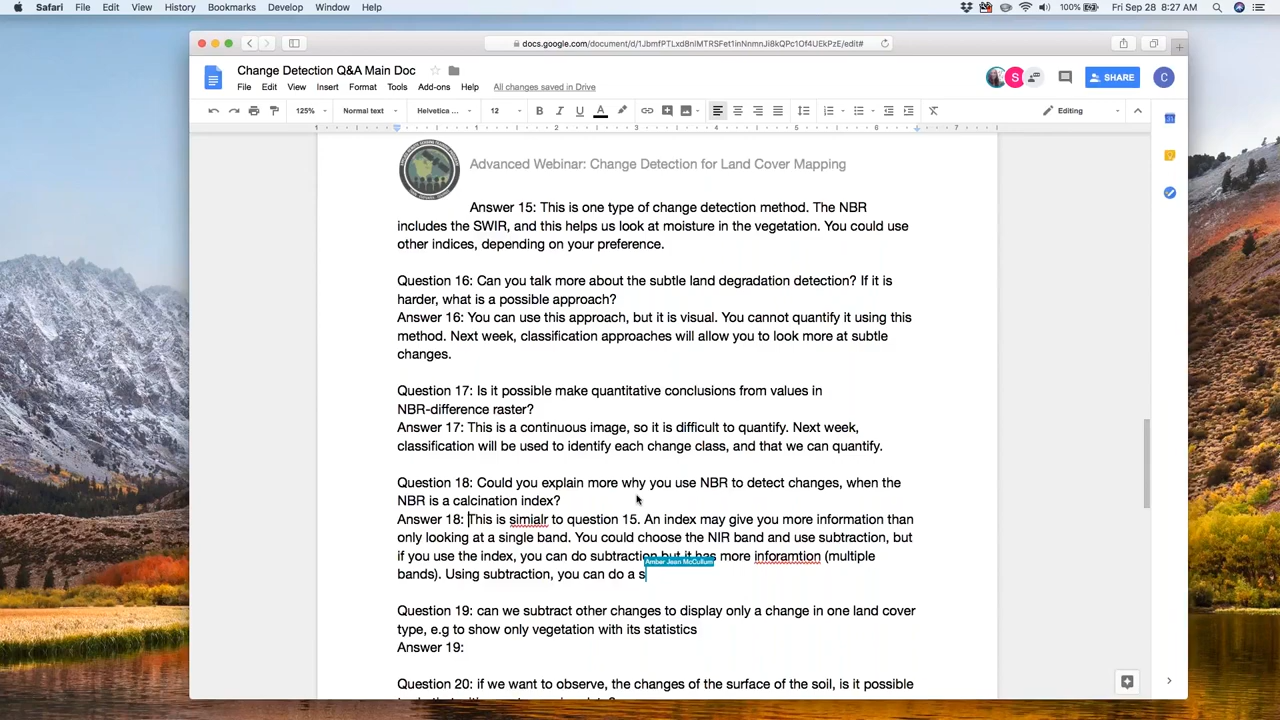 Safari File Edit View History Bookmarks Develop Window Help 100% Fri Sep 28 8:27 AM
docs.google.com/document/d/1JbmfPTLxd8nlMTRSFet1inNnmnJi8kQPc1Of4UEkPzE/edit#
Change Detection Q&A Main Doc
S SHARE C
File Edit View Insert Format Tools Add-ons Help All changes saved in Drive
125% Normal text Helvetica ... 12 B I U A Editing
1 1 2 3 4 5 6 7
Advanced Webinar: Change Detection for Land Cover Mapping
Answer 15: This is one type of change detection method. The NBR
includes the SWIR, and this helps us look at moisture in the vegetation. You could use
other indices, depending on your preference.
Question 16: Can you talk more about the subtle land degradation detection? If it is
harder, what is a possible approach?
Answer 16: You can use this approach, but it is visual. You cannot quantify it using this
method. Next week, classification approaches will allow you to look more at subtle
changes.
Question 17: Is it possible make quantitative conclusions from values in
NBR-difference raster?
Answer 17: This is a continuous image, so it is difficult to quantify. Next week,
classification will be used to identify each change class, and that we can quantify.
Question 18: Could you explain more why you use NBR to detect changes, when the
NBR is a calcination index?
Answer 18: This is simialr to question 15. An index may give you more information than
only looking at a single band. You could choose the NIR band and use subtraction, but
if you use the index, you can do subtraction but it has more inforamtion (multiple
Amber Jean McCullum
bands). Using subtraction, you can do a s
Question 19: can we subtract other changes to display only a change in one land cover
type, e.g to show only vegetation with its statistics
Answer 19:
Question 20: if we want to observe, the changes of the surface of the soil, is it possible